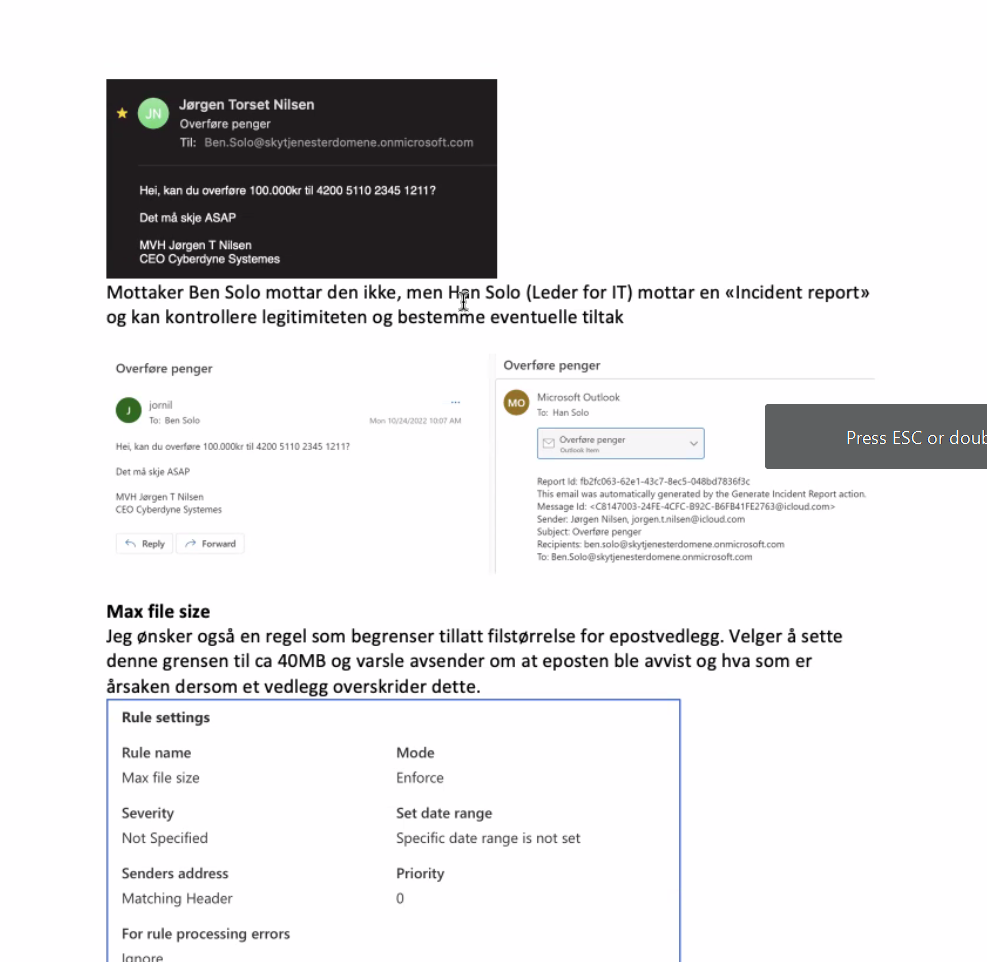 JN
Jørgen Torset Nilsen
Overføre penger
Til: Ben.Solo@skytjenesterdomene.onmicrosoft.com
Hei, kan du overføre 100.000kr til 4200 5110 2345 1211?
Det må skje ASAP
MVH Jørgen T Nilsen
CEO Cyberdyne Systemes
Mottaker Ben Solo mottar den ikke, men Han Solo (Leder for IT) mottar en «Incident report»
og kan kontrollere legitimiteten og bestemme eventuelle tiltak
Overføre penger
J
jornil
...
To: Ben Solo
Mon 10/24/2022 10:07 AM
Hei, kan du overføre 100.000kr til 4200 5110 2345 1211?
Det må skje ASAP
MVH Jørgen T Nilsen
CEO Cyberdyne Systemes
Reply
Forward
Overføre penger
MO
Microsoft Outlook
To: Han Solo
Overføre penger
Outlook Item
Report Id: fb2fc063-62e1-43c7-8ec5-048bd7836f3c
This email was automatically generated by the Generate Incident Report action.
Message Id: <C8147003-24FE-4CFC-B92C-B6FB41FE2763@icloud.com>
Sender: Jørgen Nilsen, jorgen.t.nilsen@icloud.com
Subject: Overføre penger
Recipients: ben.solo@skytjenesterdomene.onmicrosoft.com
To: Ben.Solo@skytjenesterdomene.onmicrosoft.com
Press ESC or doub
Max file size
Jeg ønsker også en regel som begrenser tillatt filstørrelse for epostvedlegg. Velger å sette
denne grensen til ca 40MB og varsle avsender om at eposten ble avvist og hva som er
årsaken dersom et vedlegg overskrider dette.
Rule settings
Rule name
Mode
Max file size
Enforce
Severity
Set date range
Not Specified
Specific date range is not set
Senders address
Priority
Matching Header
0
For rule processing errors
Ignore